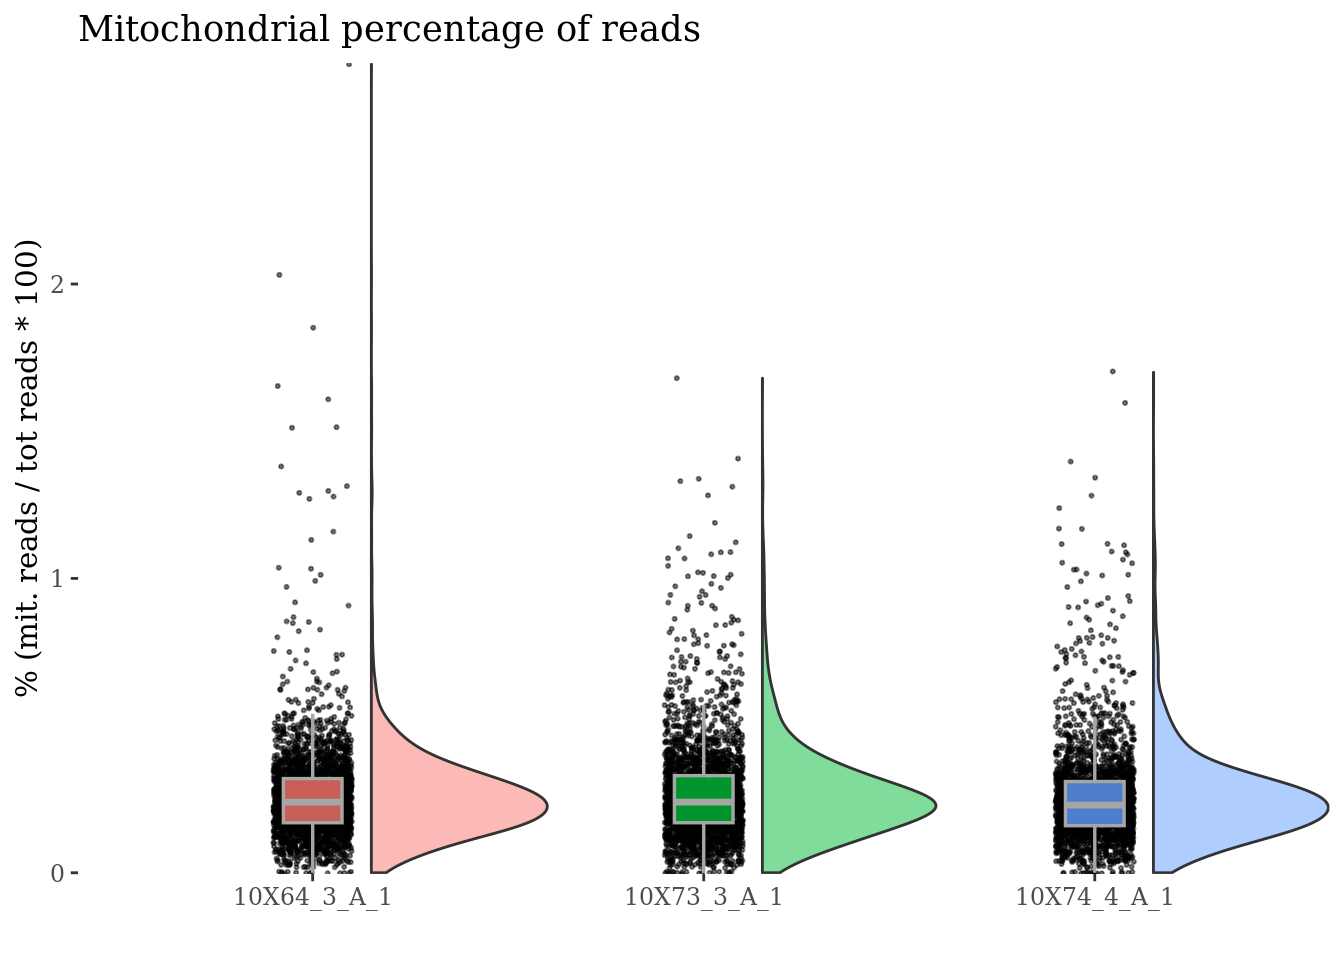 Mitochondrial percentage of reads
% (mit. reads / tot reads * 100)
2
1
0
10X64_3_A_1
10X73_3_A_1
10X74_4_A_1